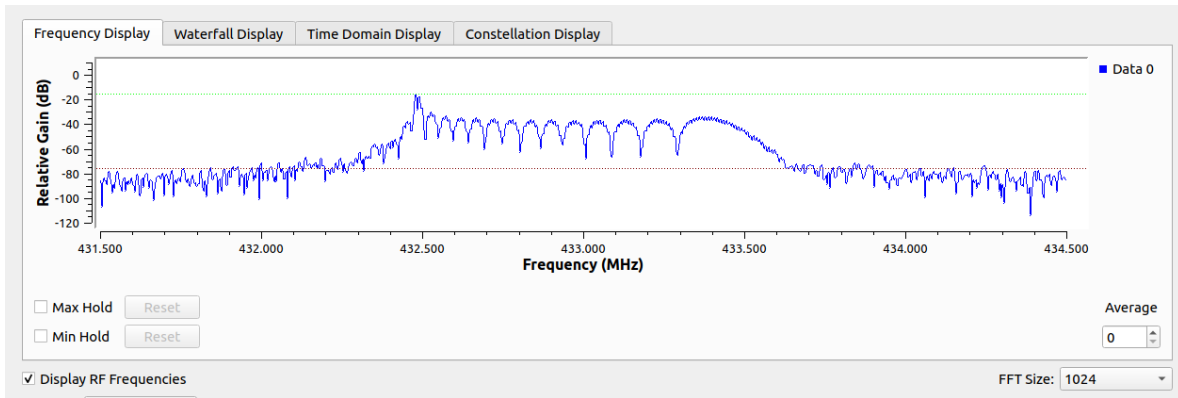 Frequency Display Waterfall Display Time Domain Display Constellation Display
Data 0
Relative Gain (dB)
0
-20
-40
-60
-80
-100
-120
431.500 432.000 432.500 433.000 433.500 434.000 434.500
Frequency (MHz)
Max Hold Reset
Average
Min Hold Reset
0
Display RF Frequencies
FFT Size: 1024